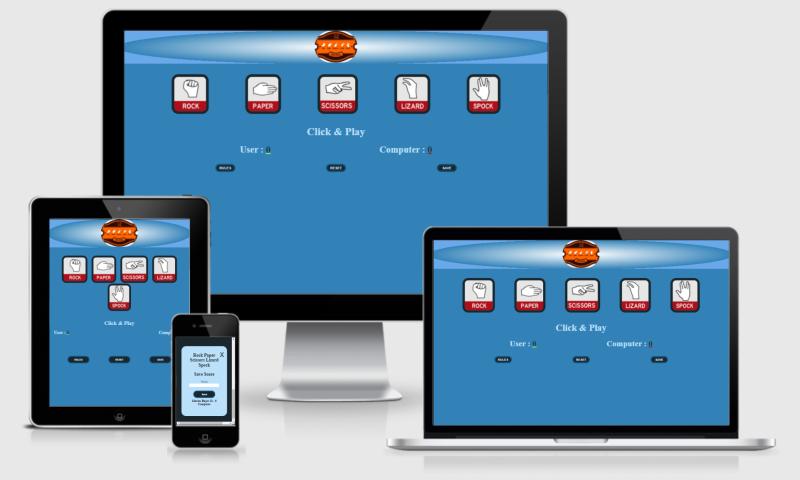 ROCK
PAPER
SCISSORS
LIZARD
SPOCK
Click & Play
User : 0
Computer : 0
RULES
RESET
SAVE
ROCK
PAPER
SCISSORS
LIZARD
SPOCK
Click & Play
User :
RULES
RESET
SAVE
Rock Paper
Scissors Lizard
Spock
X
Save Score
Save
ROCK
PAPER
SCISSORS
LIZARD
SPOCK
Click & Play
User : 0
Computer : 0
RULES
RESET
SAVE